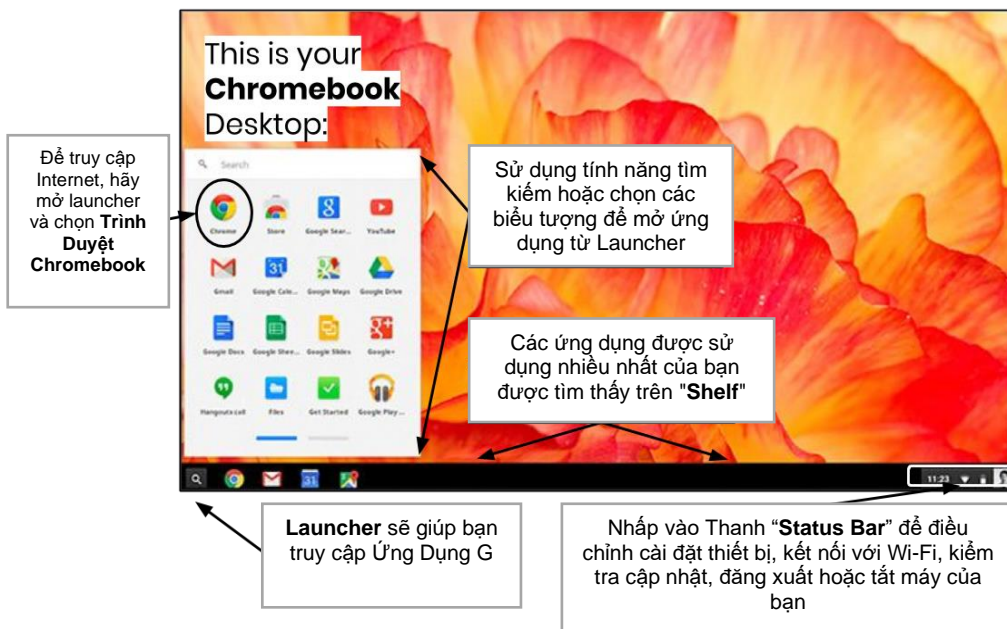 This is your
Chromebook
Desktop:
Để truy cập
Internet, hãy
mở launcher
và chọn Trình
Duyệt
Chromebook
Search
Chrome
Store
Google Sear...
YouTube
Gmail
Google Cale...
Google Maps
Google Drive
Google Docs
Google Shee...
Google Slides
Google+
Hangouts call
Files
Get Started
Google Play ...
Sử dụng tính năng tìm
kiếm hoặc chọn các
biểu tượng để mở ứng
dụng từ Launcher
Các ứng dụng được sử
dụng nhiều nhất của bạn
được tìm thấy trên "Shelf"
11:23
Launcher sẽ giúp bạn
truy cập Ứng Dụng G
Nhấp vào Thanh “Status Bar” để điều
chỉnh cài đặt thiết bị, kết nối với Wi-Fi, kiểm
tra cập nhật, đăng xuất hoặc tắt máy của
bạn